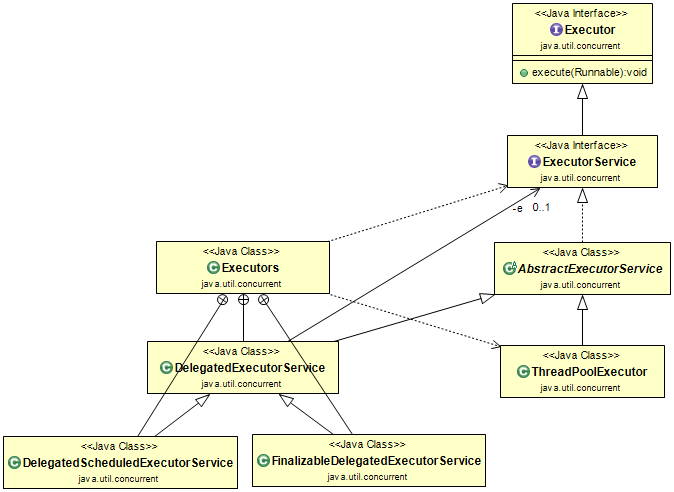 <<Java Interface>>
Executor
java.util.concurrent
execute(Runnable):void
<<Java Interface>>
ExecutorService
java.util.concurrent
-e 0..1
<<Java Class>>
Executors
java.util.concurrent
<<Java Class>>
AbstractExecutorService
java.util.concurrent
<<Java Class>>
DelegatedExecutorService
java.util.concurrent
<<Java Class>>
ThreadPoolExecutor
java.util.concurrent
<<Java Class>>
DelegatedScheduledExecutorService
java.util.concurrent
<<Java Class>>
FinalizableDelegatedExecutorService
java.util.concurrent